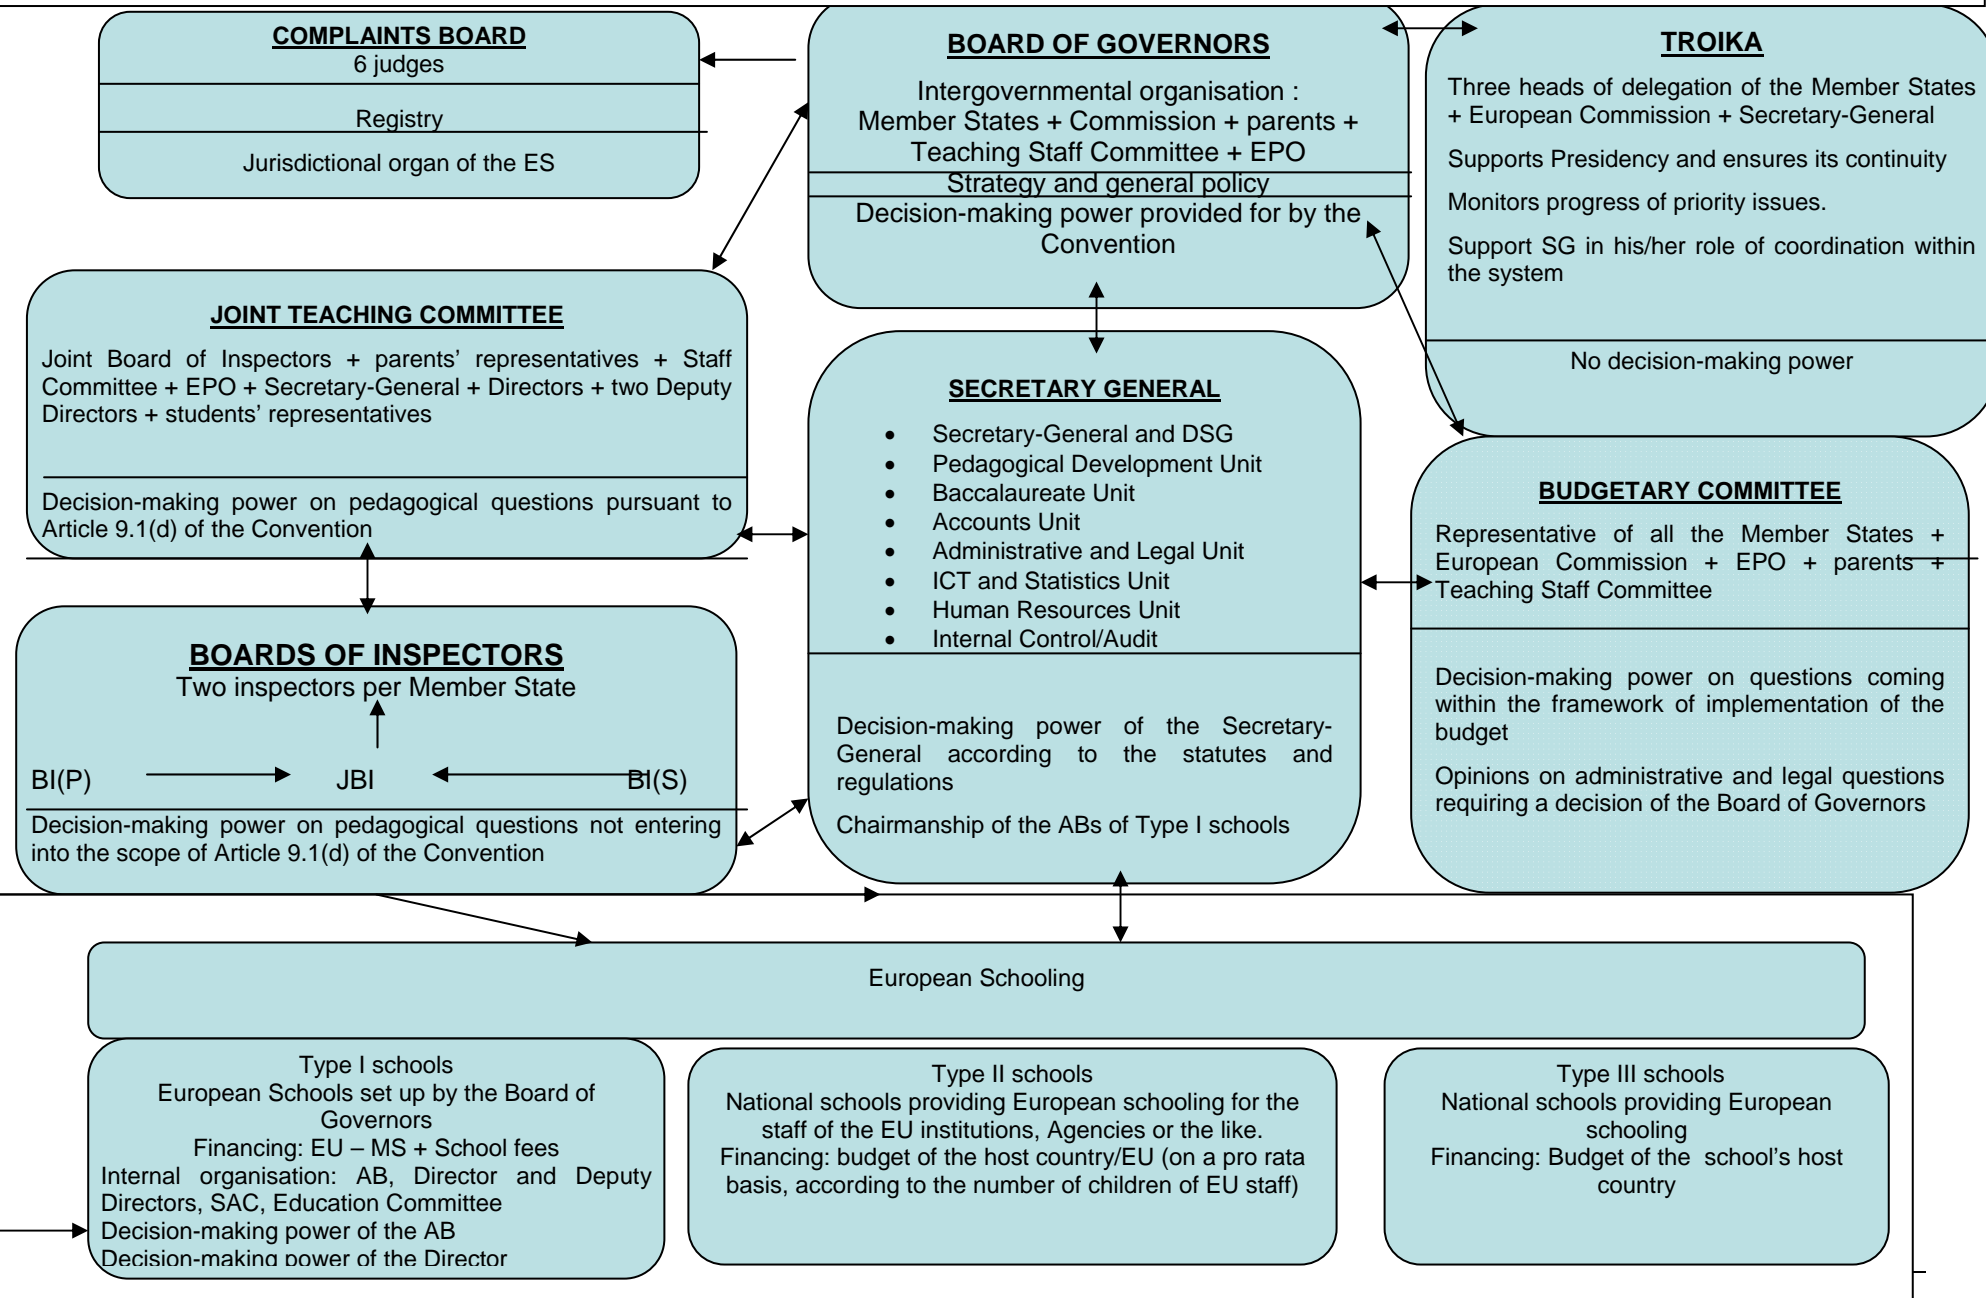 COMPLAINTS BOARD
6 judges
Registry
Jurisdictional organ of the ES
BOARD OF GOVERNORS
Intergovernmental organisation :
Member States + Commission + parents +
Teaching Staff Committee + EPO
Strategy and general policy
Decision-making power provided for by the
Convention
TROIKA
Three heads of delegation of the Member States
+ European Commission + Secretary-General
Supports Presidency and ensures its continuity
Monitors progress of priority issues.
Support SG in his/her role of coordination within
the system
No decision-making power
JOINT TEACHING COMMITTEE
Joint Board of Inspectors + parents’ representatives + Staff
Committee + EPO + Secretary-General + Directors + two Deputy
Directors + students’ representatives
Decision-making power on pedagogical questions pursuant to
Article 9.1(d) of the Convention
SECRETARY GENERAL
• Secretary-General and DSG
• Pedagogical Development Unit
• Baccalaureate Unit
• Accounts Unit
• Administrative and Legal Unit
• ICT and Statistics Unit
• Human Resources Unit
• Internal Control/Audit
Decision-making power of the Secretary-
General according to the statutes and
regulations
Chairmanship of the ABs of Type I schools
BUDGETARY COMMITTEE
Representative of all the Member States +
European Commission + EPO + parents +
Teaching Staff Committee
Decision-making power on questions coming
within the framework of implementation of the
budget
Opinions on administrative and legal questions
requiring a decision of the Board of Governors
BOARDS OF INSPECTORS
Two inspectors per Member State
BI(P) JBI BI(S)
Decision-making power on pedagogical questions not entering
into the scope of Article 9.1(d) of the Convention
European Schooling
Type I schools
European Schools set up by the Board of
Governors
Financing: EU – MS + School fees
Internal organisation: AB, Director and Deputy
Directors, SAC, Education Committee
Decision-making power of the AB
Decision-making power of the Director
Type II schools
National schools providing European schooling for the
staff of the EU institutions, Agencies or the like.
Financing: budget of the host country/EU (on a pro rata
basis, according to the number of children of EU staff)
Type III schools
National schools providing European
schooling
Financing: Budget of the school’s host
country